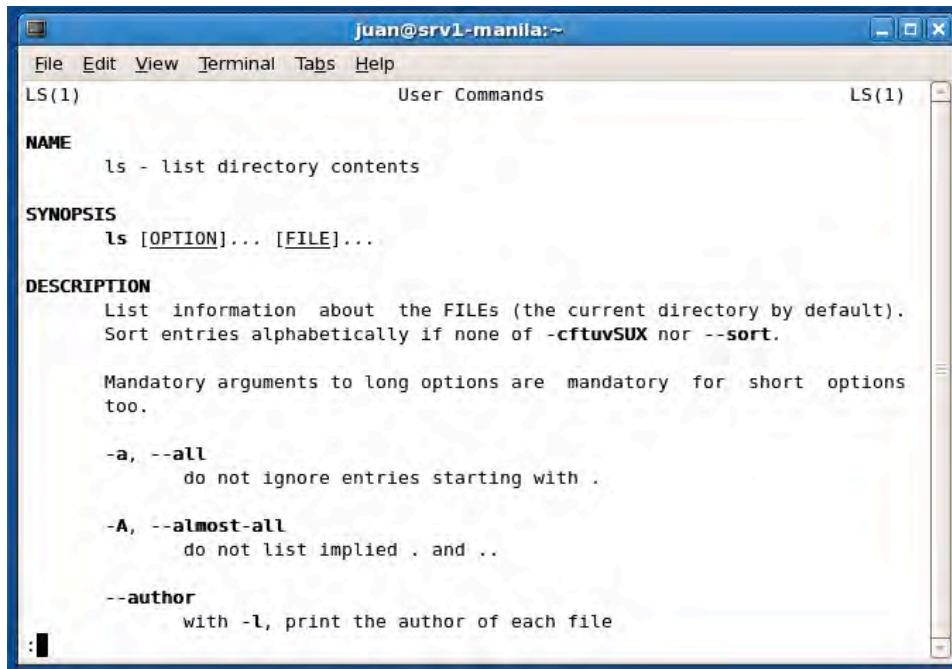 juan@srv1-manila:~
File Edit View Terminal Tabs Help
LS(1) User Commands LS(1)
NAME
ls - list directory contents
SYNOPSIS
ls [OPTION]... [FILE]...
DESCRIPTION
List information about the FILEs (the current directory by default).
Sort entries alphabetically if none of -cftuvSUX nor --sort.
Mandatory arguments to long options are mandatory for short options
too.
-a, --all
do not ignore entries starting with .
-A, --almost-all
do not list implied . and ..
--author
with -l, print the author of each file
: